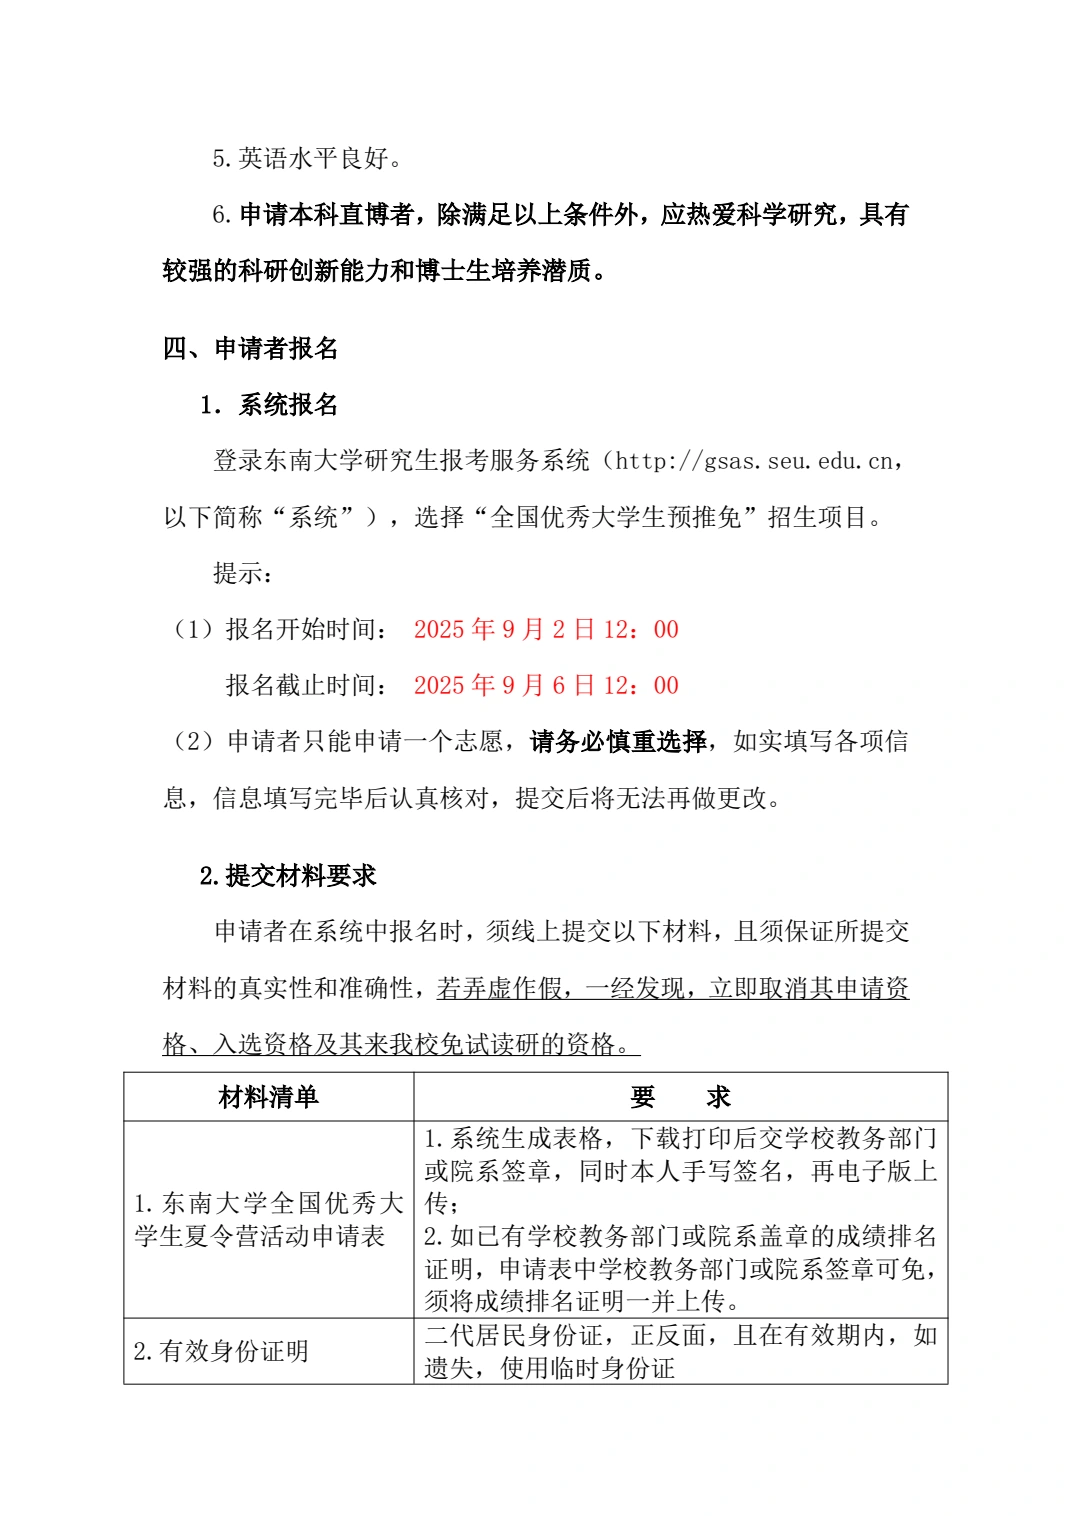 5.英语水平良好。
6.申请本科直博者，除满足以上条件外，应热爱科学研究，具有
较强的科研创新能力和博士生培养潜质。
四、申请者报名
1．系统报名
登录东南大学研究生报考服务系统（http://gsas.seu.edu.cn，
以下简称“系统”），选择“全国优秀大学生预推免”招生项目。
提示：
（1）报名开始时间： 2025 年 9 月 2 日 12：00
报名截止时间： 2025 年 9 月 6 日 12：00
（2）申请者只能申请一个志愿，请务必慎重选择，如实填写各项信
息，信息填写完毕后认真核对，提交后将无法再做更改。
2.提交材料要求
申请者在系统中报名时，须线上提交以下材料，且须保证所提交
材料的真实性和准确性，若弄虚作假，一经发现，立即取消其申请资
格、入选资格及其来我校免试读研的资格。
材料清单
要 求
1.东南大学全国优秀大
学生夏令营活动申请表
1.系统生成表格，下载打印后交学校教务部门
或院系签章，同时本人手写签名，再电子版上
传；
2.如已有学校教务部门或院系盖章的成绩排名
证明，申请表中学校教务部门或院系签章可免，
须将成绩排名证明一并上传。
2.有效身份证明
二代居民身份证，正反面，且在有效期内，如
遗失，使用临时身份证